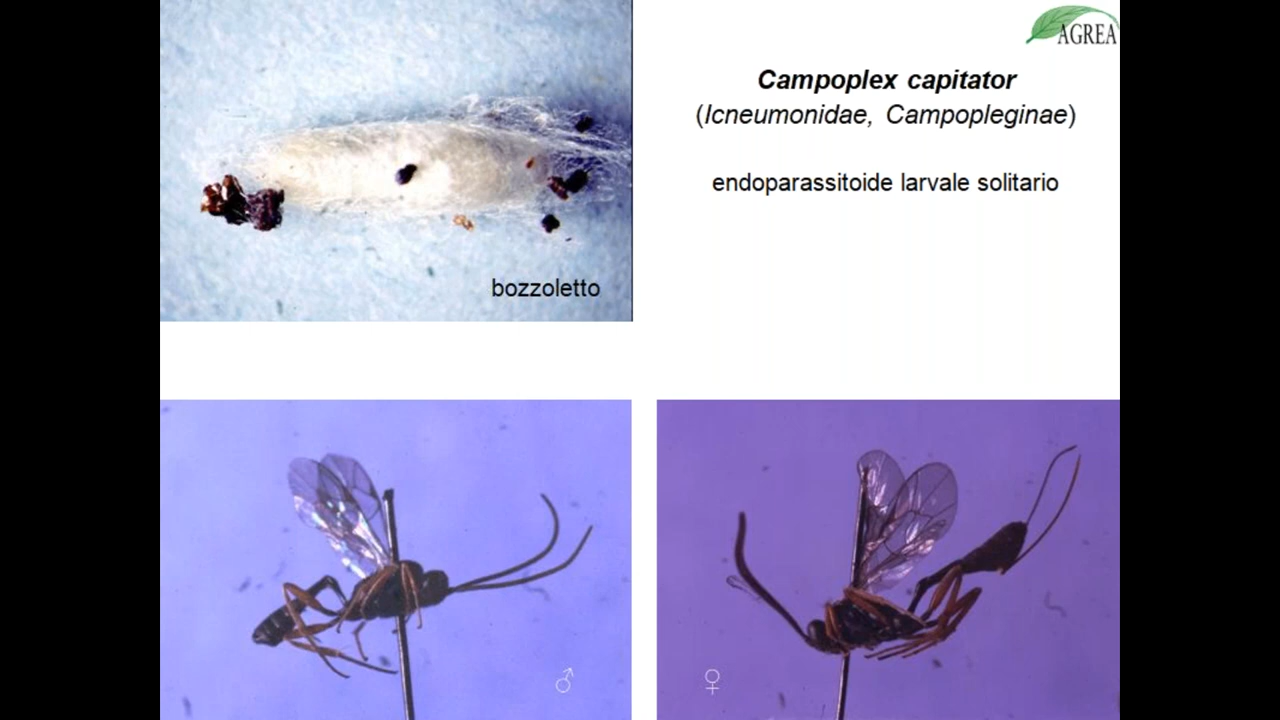 AGREA
Campoplex capitator
(Icneumonidae, Campopleginae)
endoparassitoide larvale solitario
bozzoletto
♂
♀